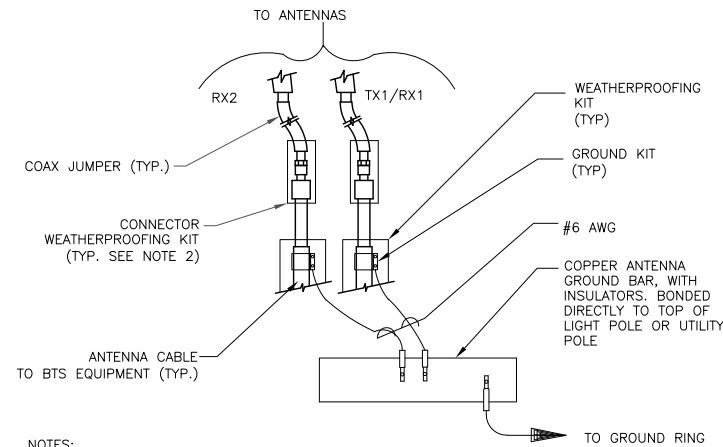 TO ANTENNAS
RX2
TX1/RX1
WEATHERPROOFING
KIT
(TYP)
COAX JUMPER (TYP.)
GROUND KIT
(TYP)
CONNECTOR
WEATHERPROOFING KIT
(TYP. SEE NOTE 2)
#6 AWG
COPPER ANTENNA
GROUND BAR, WITH
INSULATORS. BONDED
DIRECTLY TO TOP OF
LIGHT POLE OR UTILITY
POLE
ANTENNA CABLE
TO BTS EQUIPMENT (TYP.)
NOTES:
TO GROUND RING